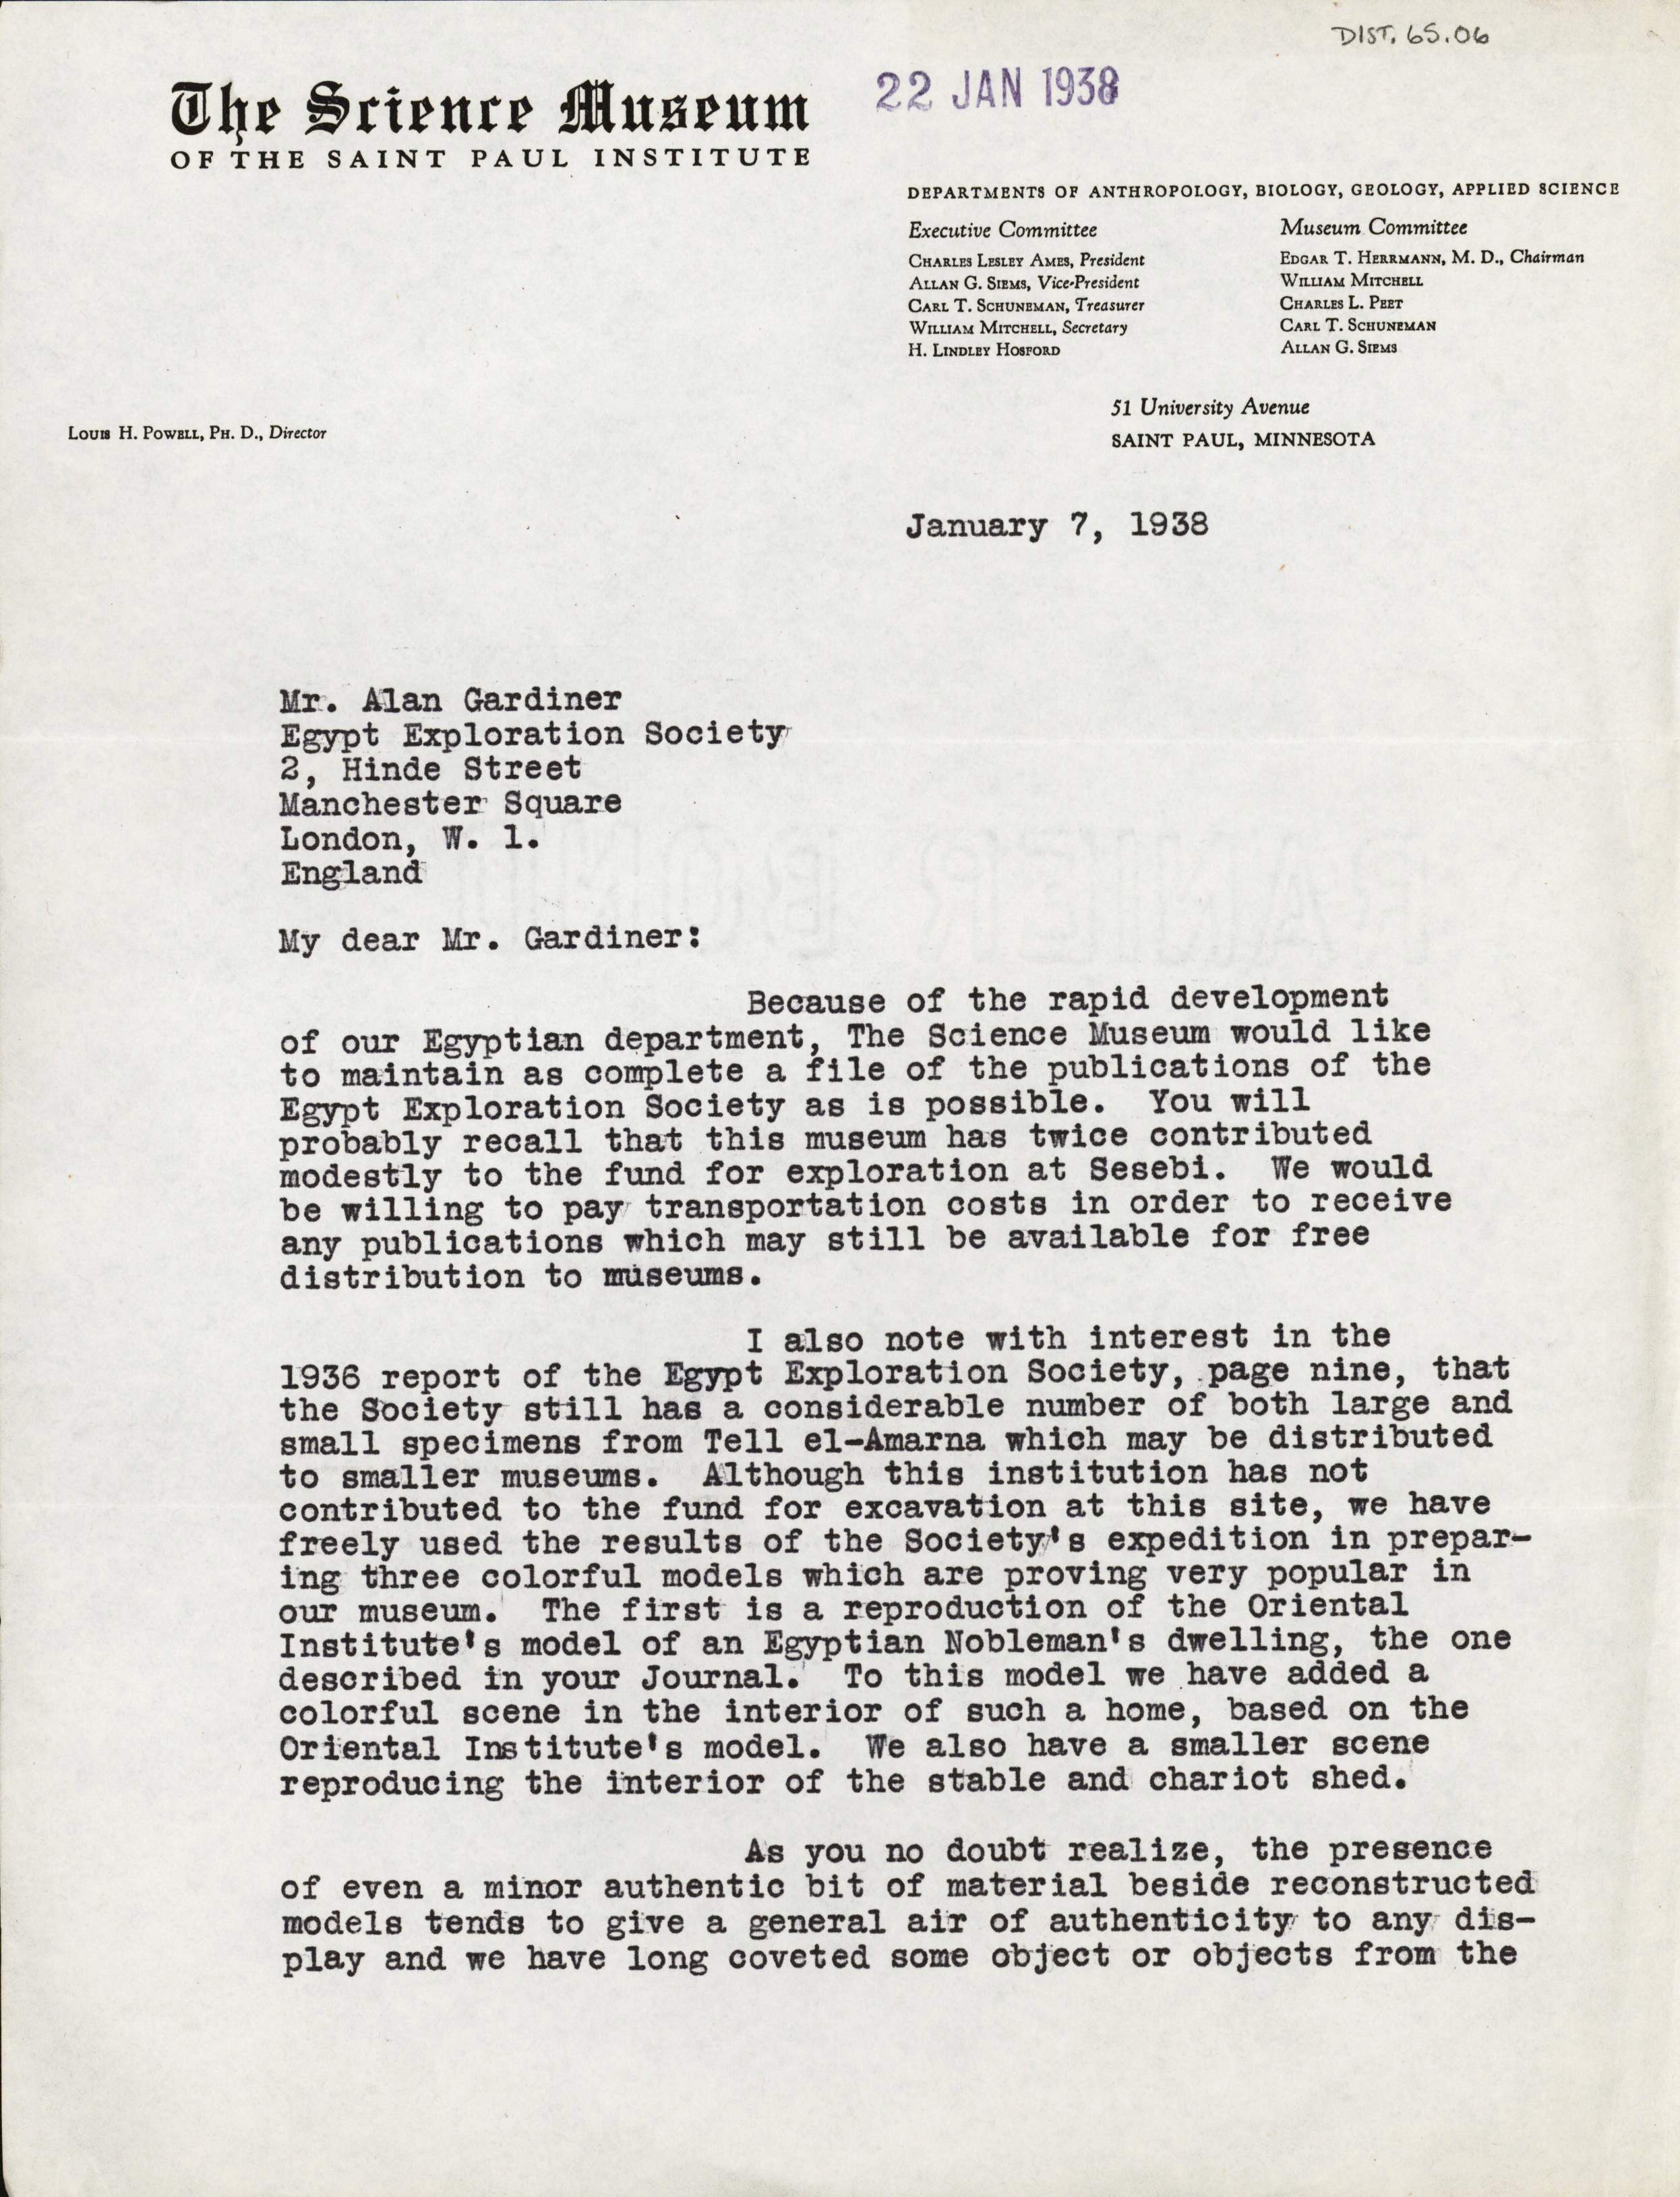 DIST. 65.06
The Science Museum
OF THE SAINT PAUL INSTITUTE
22 JAN 1938
DEPARTMENTS OF ANTHROPOLOGY, BIOLOGY, GEOLOGY, APPLIED SCIENCE
Executive Committee
CHARLES LESLEY AMES, President
ALLAN G. SIEMS, Vice-President
CARL T. SCHUNEMAN, Treasurer
WILLIAM MITCHELL, Secretary
H. LINDLEY HOSFORD
Museum Committee
EDGAR T. HERRMANN, M. D., Chairman
WILLIAM MITCHELL
CHARLES L. PEET
CARL T. SCHUNEMAN
ALLAN G. SIEMS
51 University Avenue
SAINT PAUL, MINNESOTA
LOUIS H. POWELL, PH. D., Director
January 7, 1938
Mr. Alan Gardiner
Egypt Exploration Society
2, Hinde Street
Manchester Square
London, W. 1.
England
My dear Mr. Gardiner:
Because of the rapid development
of our Egyptian department, The Science Museum would like
to maintain as complete a file of the publications of the
Egypt Exploration Society as is possible. You will
probably recall that this museum has twice contributed
modestly to the fund for exploration at Sesebi. We would
be willing to pay transportation costs in order to receive
any publications which may still be available for free
distribution to museums.
I also note with interest in the
1936 report of the Egypt Exploration Society, page nine, that
the Society still has a considerable number of both large and
small specimens from Tell el-Amarna which may be distributed
to smaller museums. Although this institution has not
contributed to the fund for excavation at this site, we have
freely used the results of the Society's expedition in prepar-
ing three colorful models which are proving very popular in
our museum. The first is a reproduction of the Oriental
Institute's model of an Egyptian Nobleman's dwelling, the one
described in your Journal. To this model we have added a
colorful scene in the interior of such a home, based on the
Oriental Institute's model. We also have a smaller scene
reproducing the interior of the stable and chariot shed.
As you no doubt realize, the presence
of even a minor authentic bit of material beside reconstructed
models tends to give a general air of authenticity to any dis-
play and we have long coveted some object or objects from the